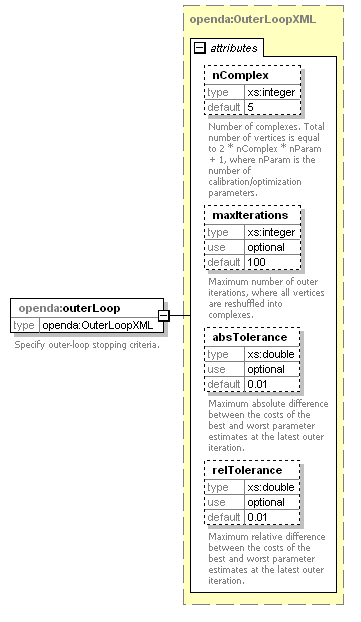 openda:OuterLoopXML
attributes
nComplex
type xs:integer
default 5
Number of complexes. Total
number of vertices is equal
to 2 * nComplex * nParam
+ 1, where nParam is the
number of
calibration/optimization
parameters.
maxIterations
type xs:integer
use optional
default 100
Maximum number of outer
iterations, where all vertices
are reshuffled into
complexes.
openda:outerLoop
type openda:OuterLoopXML
Specify outer-loop stopping criteria.
absTolerance
type xs:double
use optional
default 0.01
Maximum absolute difference
between the costs of the
best and worst parameter
estimates at the latest outer
iteration.
relTolerance
type xs:double
use optional
default 0.01
Maximum relative difference
between the costs of the
best and worst parameter
estimates at the latest outer
iteration.